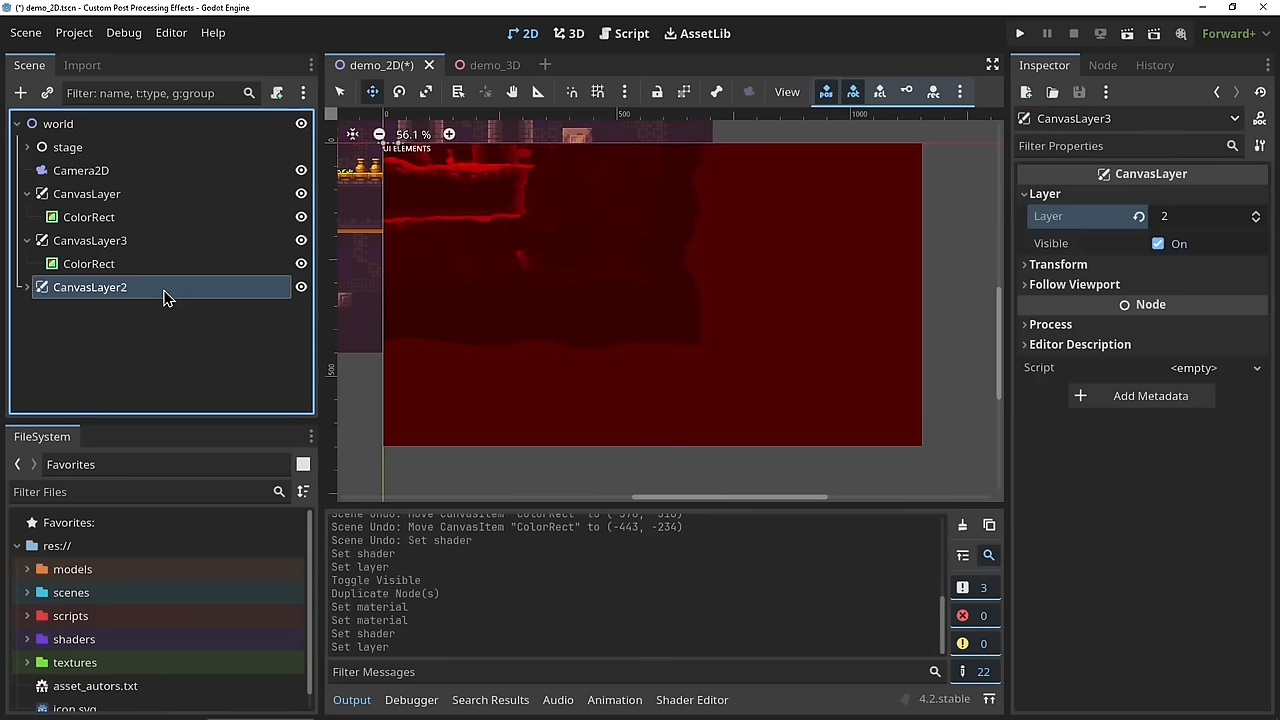 (*) demo_2D.tscn - Custom Post Processing Effects - Godot Engine
Scene Project Debug Editor Help
2D 3D Script AssetLib
Forward+
Scene Import
Filter: name, t:type, g:group
world
stage
Camera2D
CanvasLayer
ColorRect
CanvasLayer3
ColorRect
CanvasLayer2
FileSystem
Favorites
Filter Files
Favorites:
res://
models
scenes
scripts
shaders
textures
asset_autors.txt
icon.svg
demo_2D(*) demo_3D
View
0 500 1000
0
500
56.1 %
UI ELEMENTS
Scene Undo: Move CanvasItem "ColorRect" to (-443, -234)
Scene Undo: Set shader
Set shader
Set layer
Toggle Visible
Duplicate Node(s)
Set material
Set material
Set shader
Set layer
3
0
0
22
Filter Messages
Output Debugger Search Results Audio Animation Shader Editor
4.2.stable
Inspector Node History
CanvasLayer3
Filter Properties
CanvasLayer
Layer
Layer 2
Visible On
Transform
Follow Viewport
Node
Process
Editor Description
Script <empty>
Add Metadata